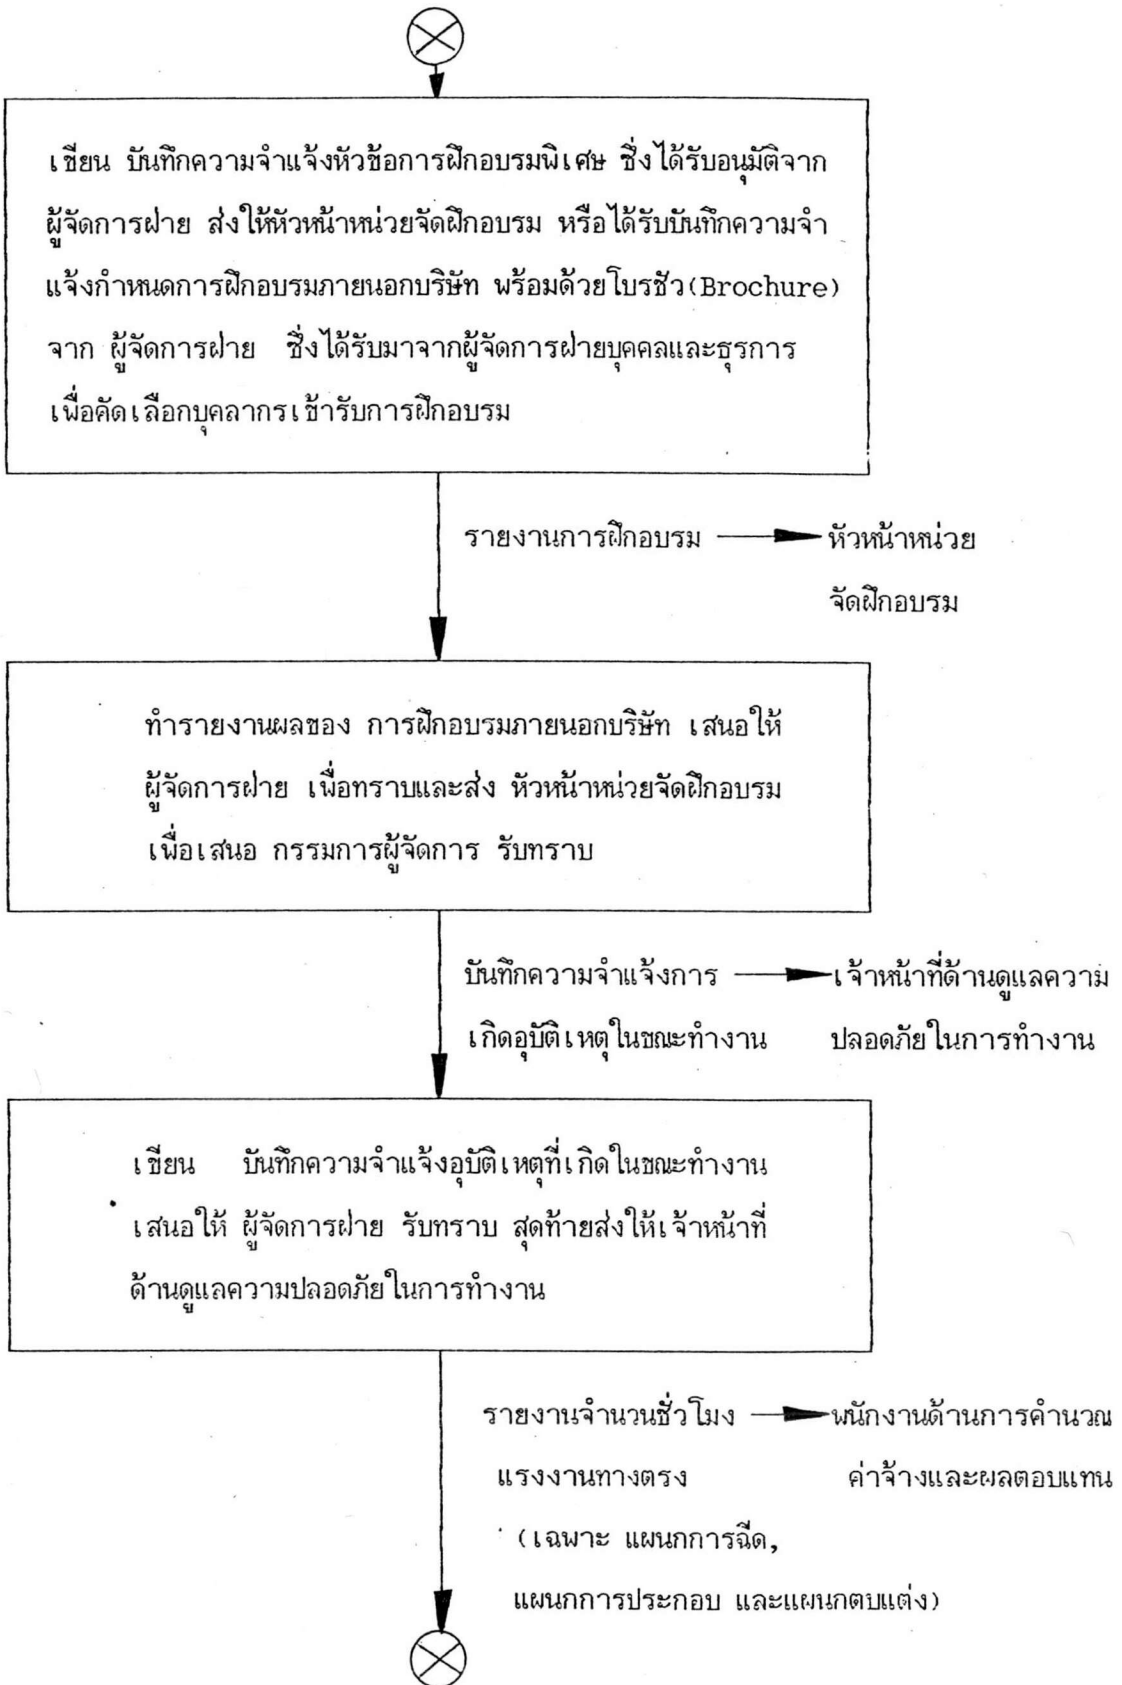 เขียน บันทึกความจำแจ้งหัวข้อการฝึกอบรมพิเศษ ซึ่งได้รับอนุมัติจาก
ผู้จัดการฝ่าย ส่งให้หัวหน้าหน่วยจัดฝึกอบรม หรือได้รับบันทึกความจำ
แจ้งกำหนดการฝึกอบรมภายนอกบริษัท พร้อมด้วยโบรชัว(Brochure)
จาก ผู้จัดการฝ่าย ซึ่งได้รับมาจากผู้จัดการฝ่ายบุคคลและธุรการ
เพื่อคัดเลือกบุคลากรเข้ารับการฝึกอบรม
รายงานการฝึกอบรม หัวหน้าหน่วย
จัดฝึกอบรม
ทำรายงานผลของ การฝึกอบรมภายนอกบริษัท เสนอให้
ผู้จัดการฝ่าย เพื่อทราบและส่ง หัวหน้าหน่วยจัดฝึกอบรม
เพื่อเสนอ กรรมการผู้จัดการ รับทราบ
บันทึกความจำแจ้งการ เจ้าหน้าที่ด้านดูแลความ
เกิดอุบัติเหตุในขณะทำงาน ปลอดภัยในการทำงาน
เขียน บันทึกความจำแจ้งอุบัติเหตุที่เกิดในขณะทำงาน
เสนอให้ ผู้จัดการฝ่าย รับทราบ สุดท้ายส่งให้เจ้าหน้าที่
ด้านดูแลความปลอดภัยในการทำงาน
รายงานจำนวนชั่วโมง พนักงานด้านการคำนวณ
แรงงานทางตรง ค่าจ้างและผลตอบแทน
(เฉพาะ แผนกการฉีด,
แผนกการประกอบ และแผนกตบแต่ง)